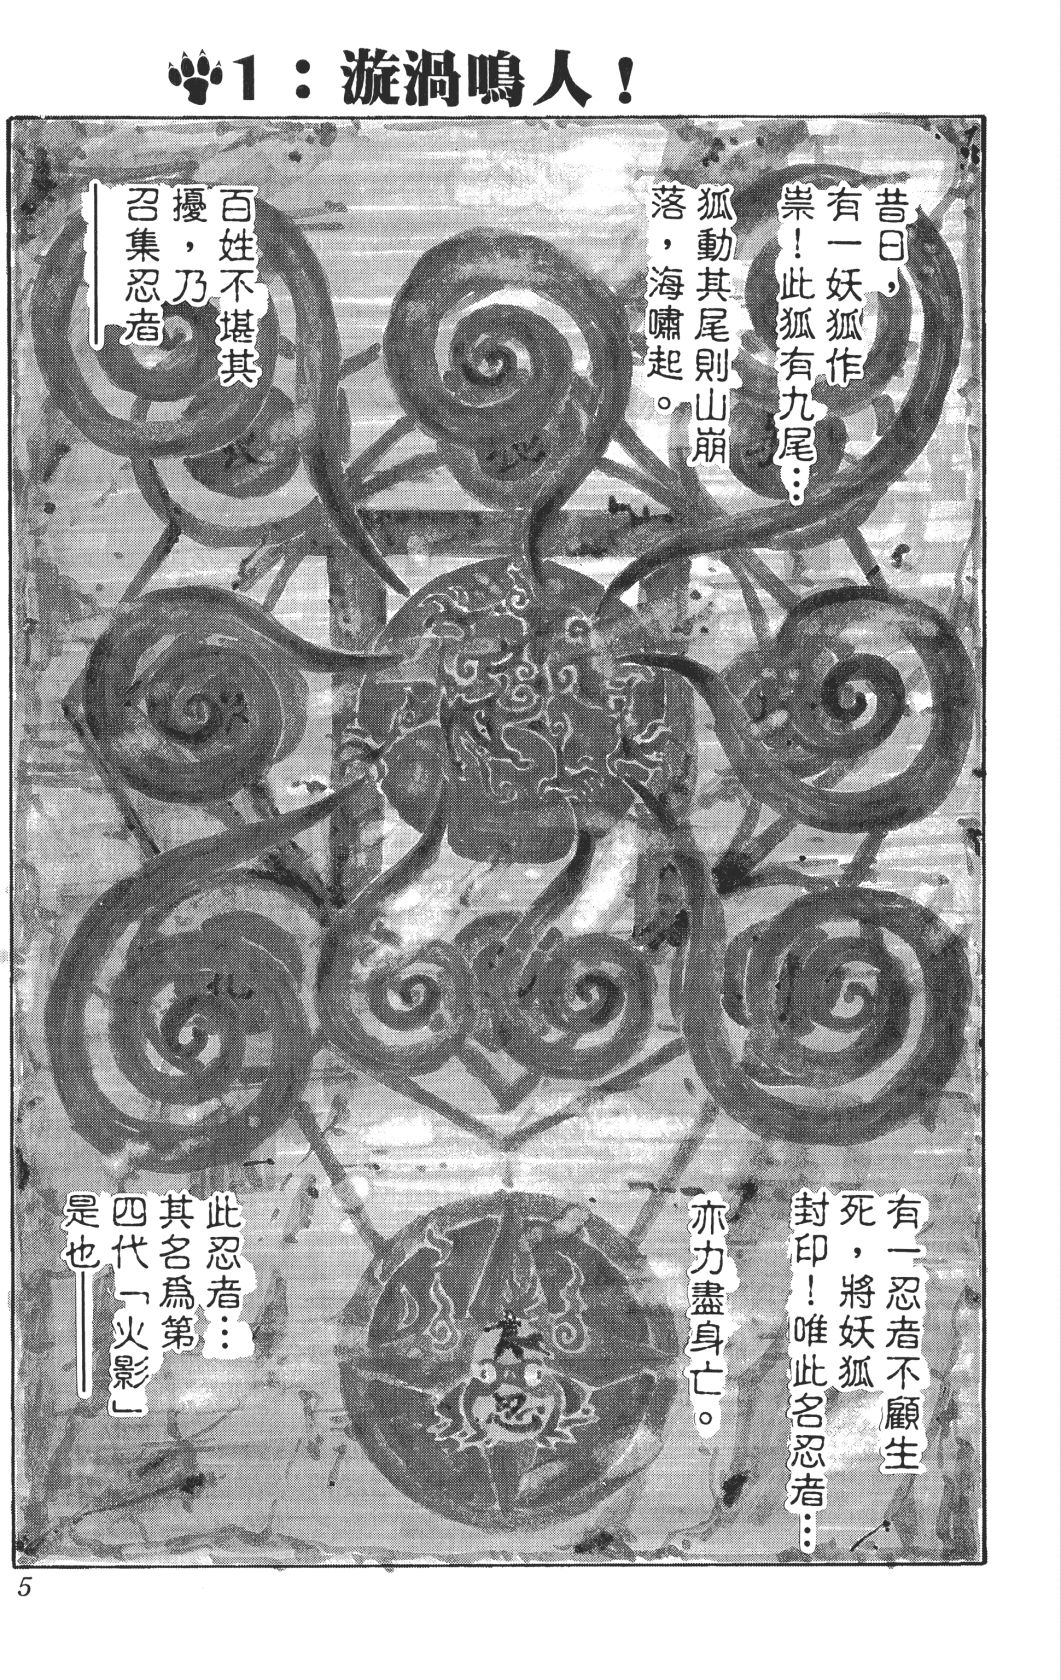 1：漩渦鳴人！
昔日，
有一妖狐作
祟！此狐有九尾…
狐動其尾則山崩
落，海嘯起。
百姓不堪其
擾，乃
召集忍者
——
有一忍者不顧生
死，將妖狐
封印！唯此名忍者…
亦力盡身亡。
此忍者…
其名為第
四代「火影」
是也——
忍
5